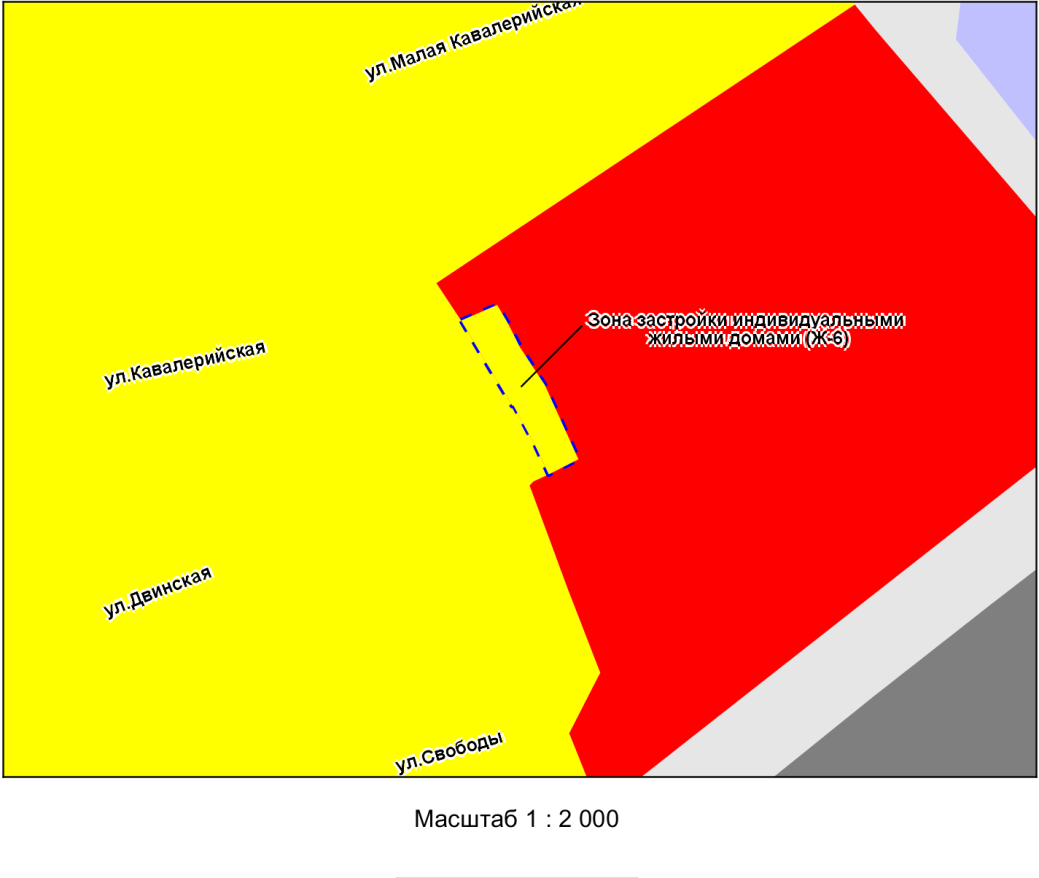 ул.Малая Кавалерийская
Зона застройки индивидуальными
жилыми домами (Ж-6)
ул.Кавалерийская
ул.Двинская
ул.Свободы
Масштаб 1 : 2 000